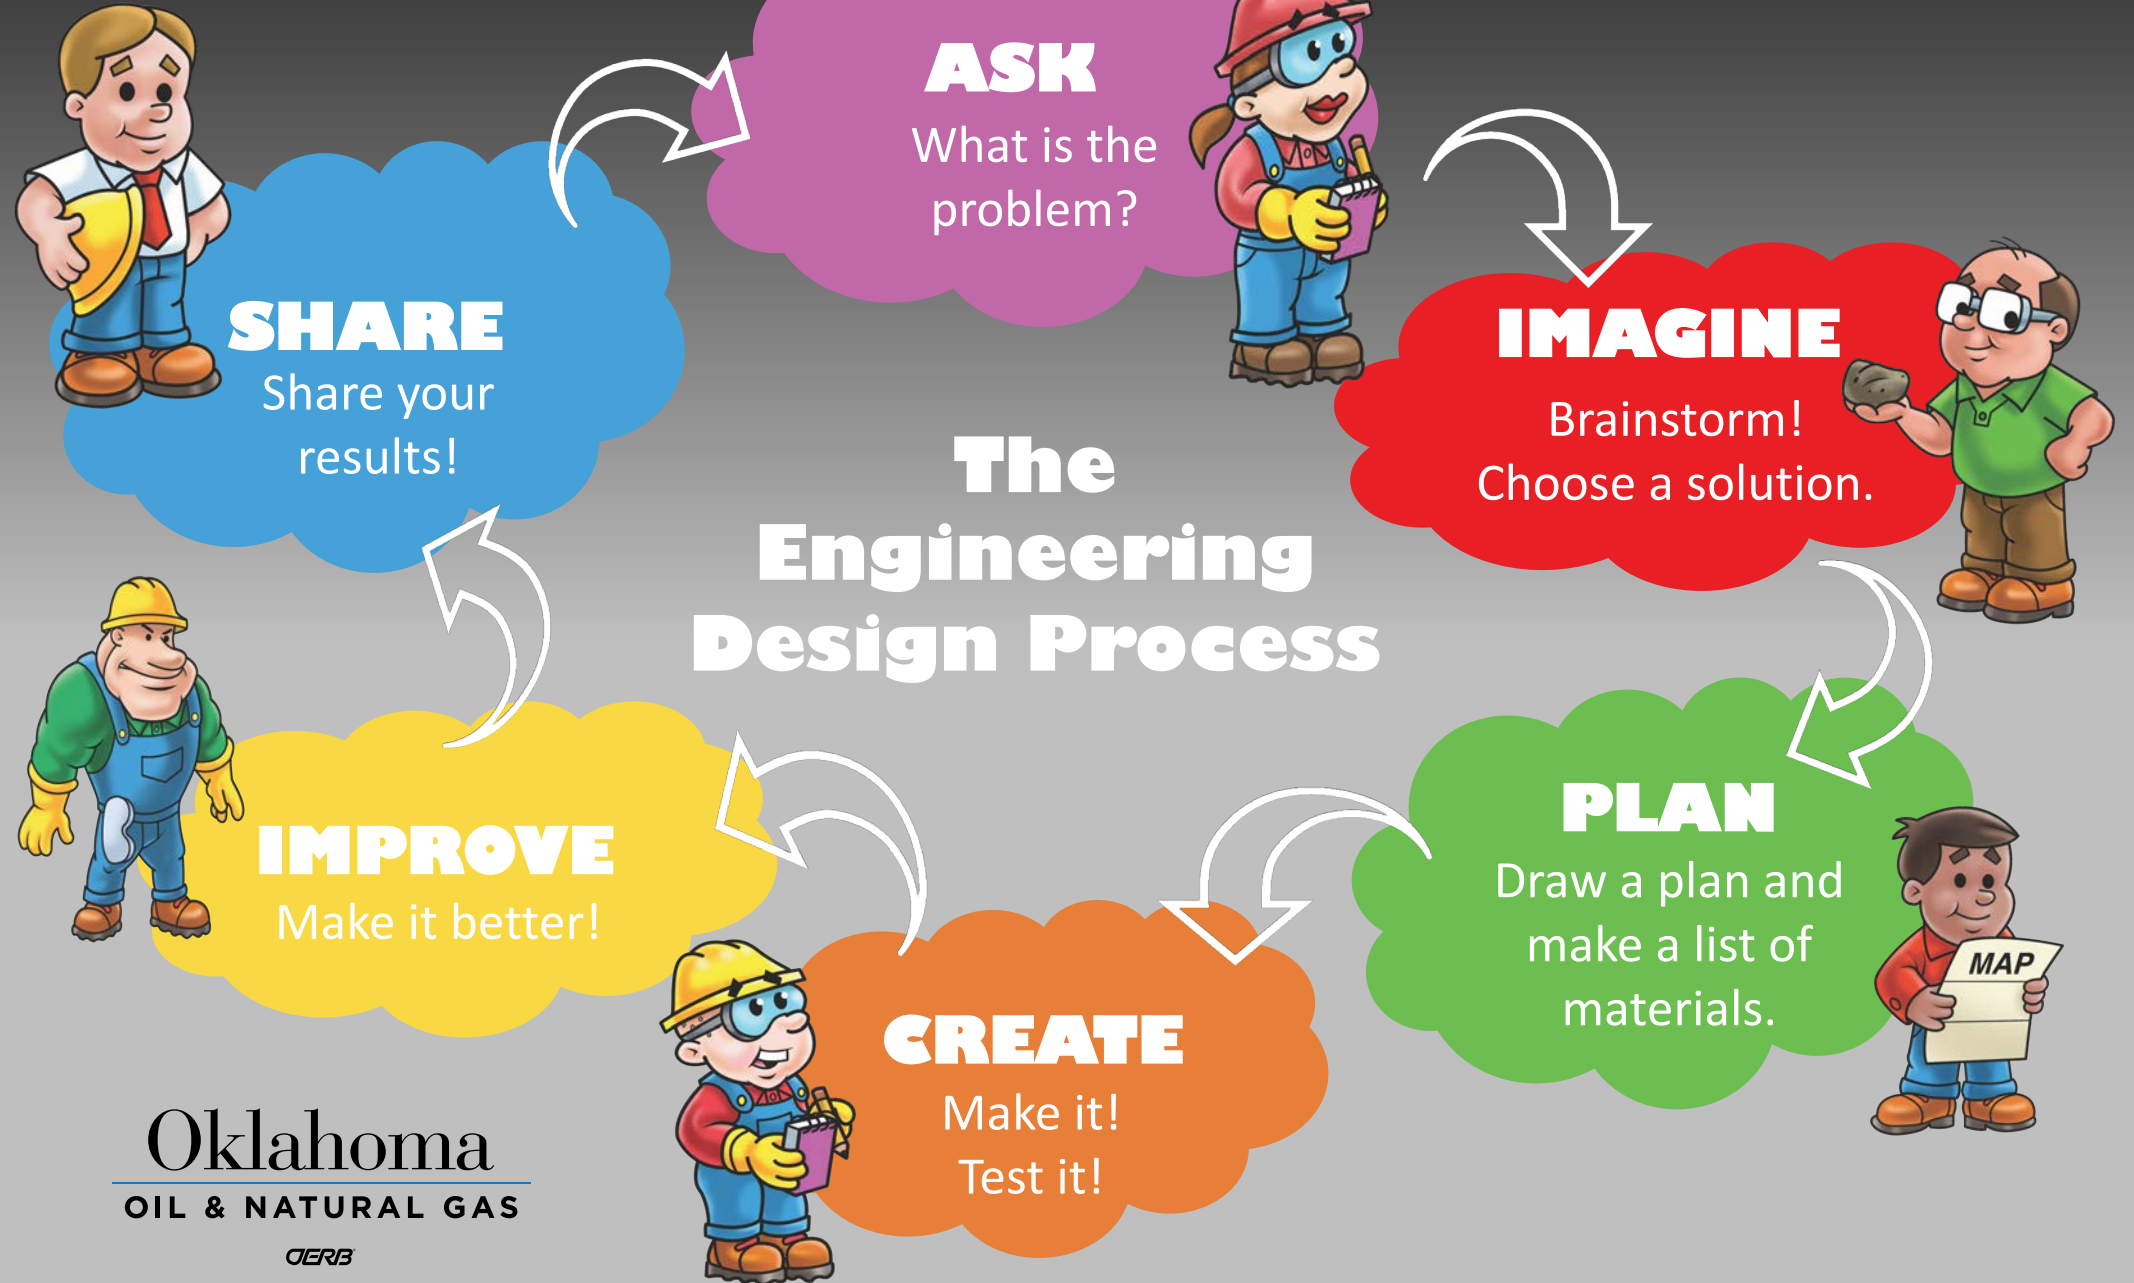 ASK
What is the
problem?
IMAGINE
Brainstorm!
Choose a solution.
PLAN
Draw a plan and
make a list of
materials.
MAP
CREATE
Make it!
Test it!
IMPROVE
Make it better!
SHARE
Share your
results!
The
Engineering
Design Process
Oklahoma
OIL & NATURAL GAS
OERB